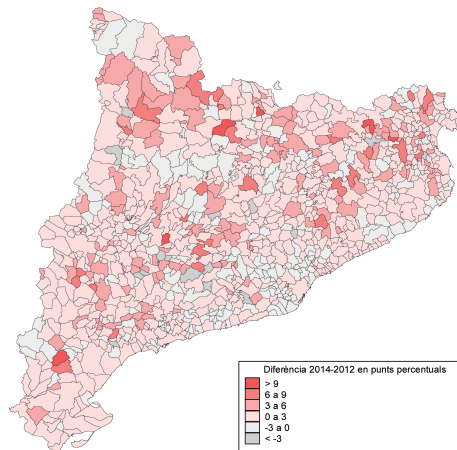 Diferència 2014-2012 en punts percentuals
> 9
6 a 9
3 a 6
0 a 3
-3 a 0
< -3